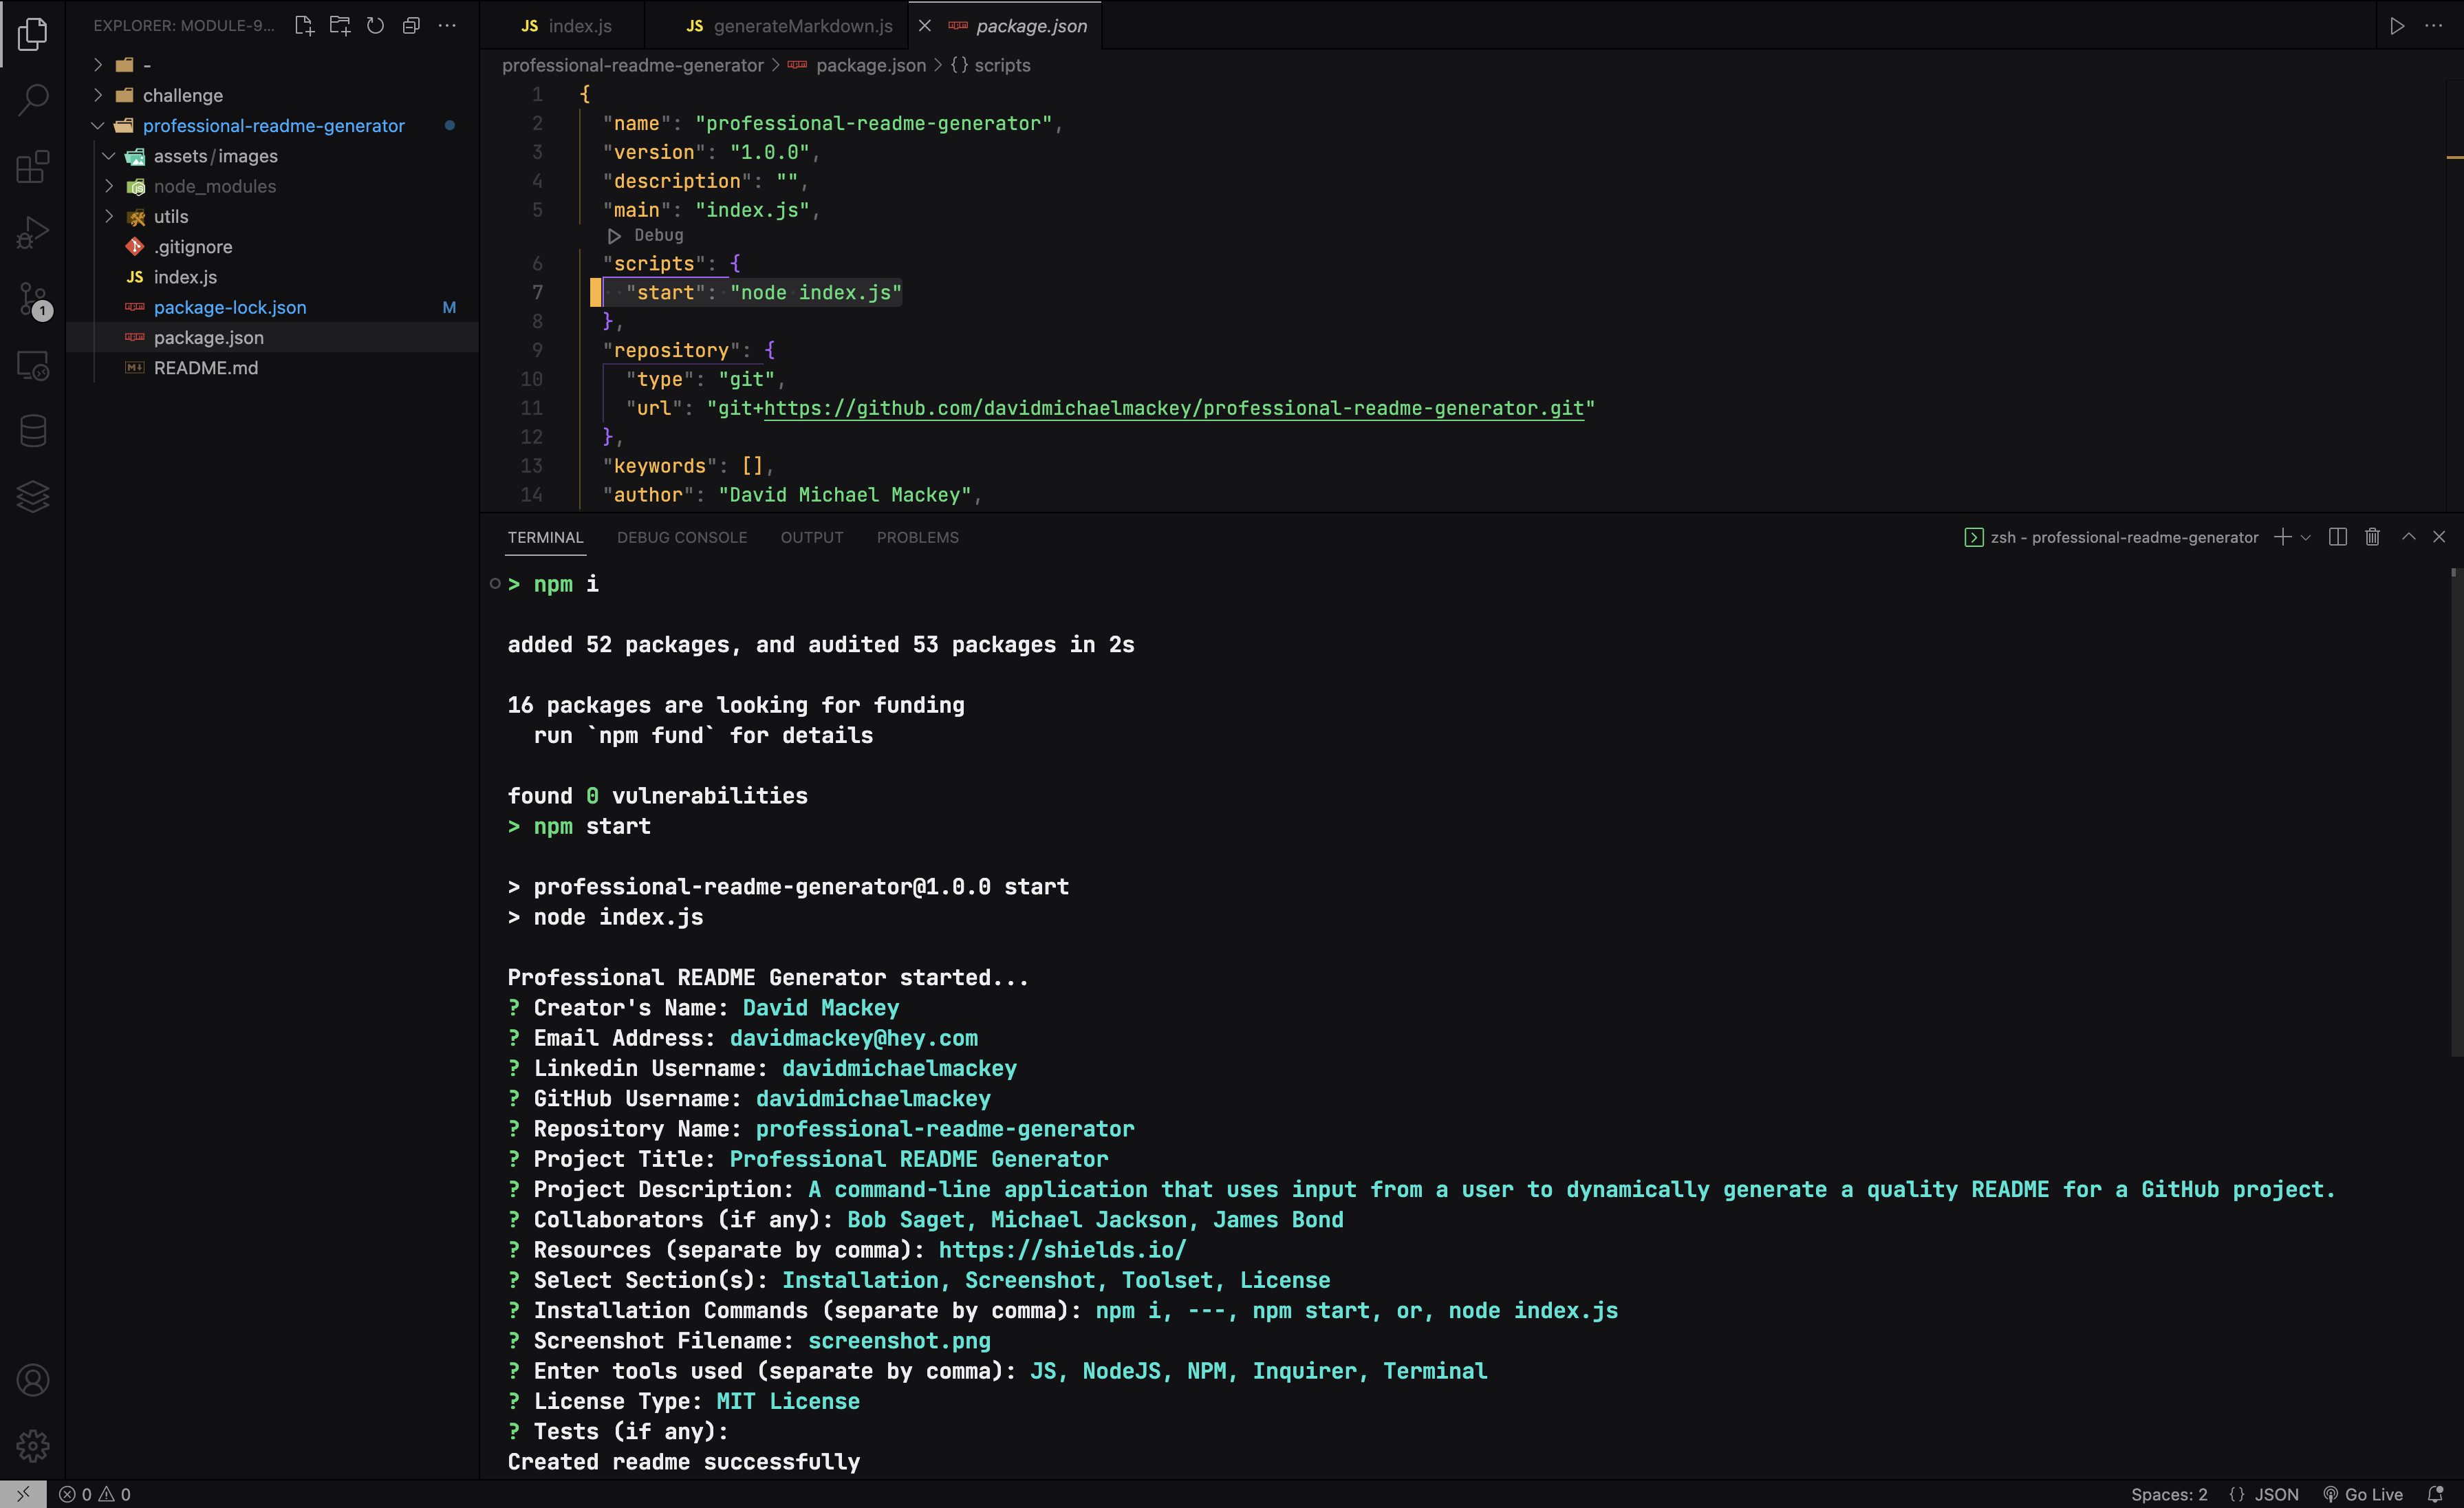 EXPLORER: MODULE-9...
-
challenge
professional-readme-generator
assets/images
node_modules
utils
.gitignore
JS index.js
package-lock.json M
package.json
README.md
1
JS index.js
JS generateMarkdown.js
package.json
professional-readme-generator > package.json > {} scripts
1 {
2 "name": "professional-readme-generator",
3 "version": "1.0.0",
4 "description": "",
5 "main": "index.js",
Debug
6 "scripts": {
7 "start": "node index.js"
8 },
9 "repository": {
10 "type": "git",
11 "url": "git+https://github.com/davidmichaelmackey/professional-readme-generator.git"
12 },
13 "keywords": [],
14 "author": "David Michael Mackey",
TERMINAL DEBUG CONSOLE OUTPUT PROBLEMS
zsh - professional-readme-generator
> npm i
added 52 packages, and audited 53 packages in 2s
16 packages are looking for funding
run `npm fund` for details
found 0 vulnerabilities
> npm start
> professional-readme-generator@1.0.0 start
> node index.js
Professional README Generator started...
? Creator's Name: David Mackey
? Email Address: davidmackey@hey.com
? Linkedin Username: davidmichaelmackey
? GitHub Username: davidmichaelmackey
? Repository Name: professional-readme-generator
? Project Title: Professional README Generator
? Project Description: A command-line application that uses input from a user to dynamically generate a quality README for a GitHub project.
? Collaborators (if any): Bob Saget, Michael Jackson, James Bond
? Resources (separate by comma): https://shields.io/
? Select Section(s): Installation, Screenshot, Toolset, License
? Installation Commands (separate by comma): npm i, ---, npm start, or, node index.js
? Screenshot Filename: screenshot.png
? Enter tools used (separate by comma): JS, NodeJS, NPM, Inquirer, Terminal
? License Type: MIT License
? Tests (if any):
Created readme successfully
0 0
Spaces: 2 {} JSON Go Live